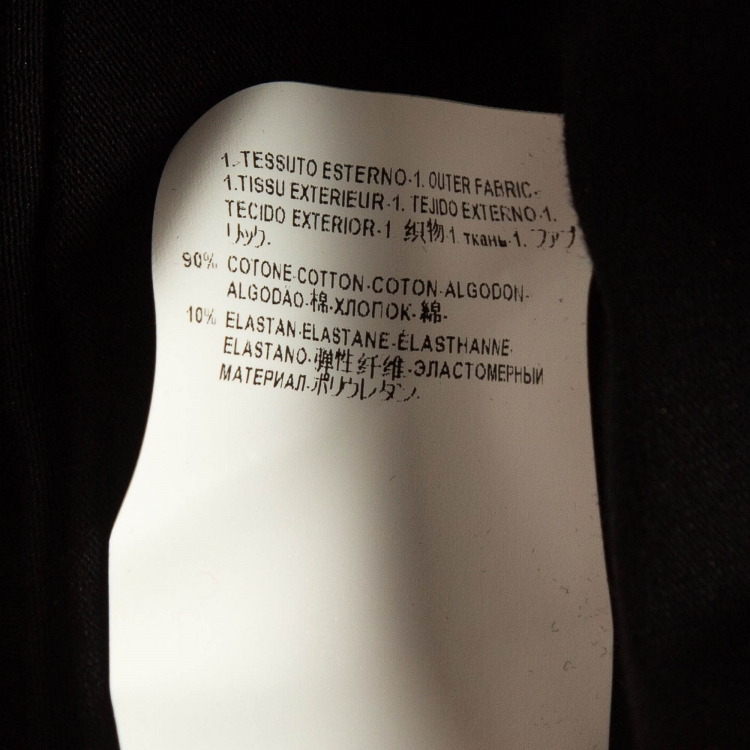 1. TESSUTO ESTERNO·1. OUTER FABRIC·
1.TISSU EXTERIEUR·1. TEJIDO EXTERNO·1.
TECIDO EXTERIOR·1 织物·1. ткань·1. ファブ
リック.
90% COTONE·COTTON·COTON·ALGODON·
ALGODAO·棉·ХЛОПОК·綿·
10% ELASTAN·ELASTANE·ÉLASTHANNE·
ELASTANO·弹性纤维·ЭЛАСТОМЕРНЫЙ
МАТЕРИАЛ·ポリウレタン.